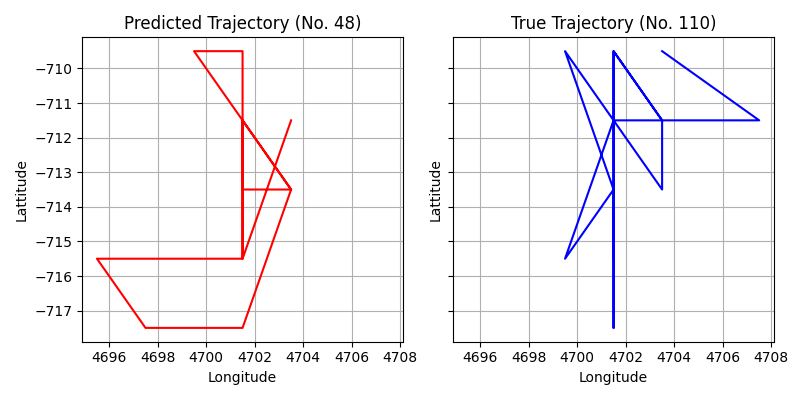 Predicted Trajectory (No. 48)
True Trajectory (No. 110)
Lattitude
−710
−711
−712
−713
−714
−715
−716
−717
4696 4698 4700 4702 4704 4706 4708
Longitude
Lattitude
4696 4698 4700 4702 4704 4706 4708
Longitude